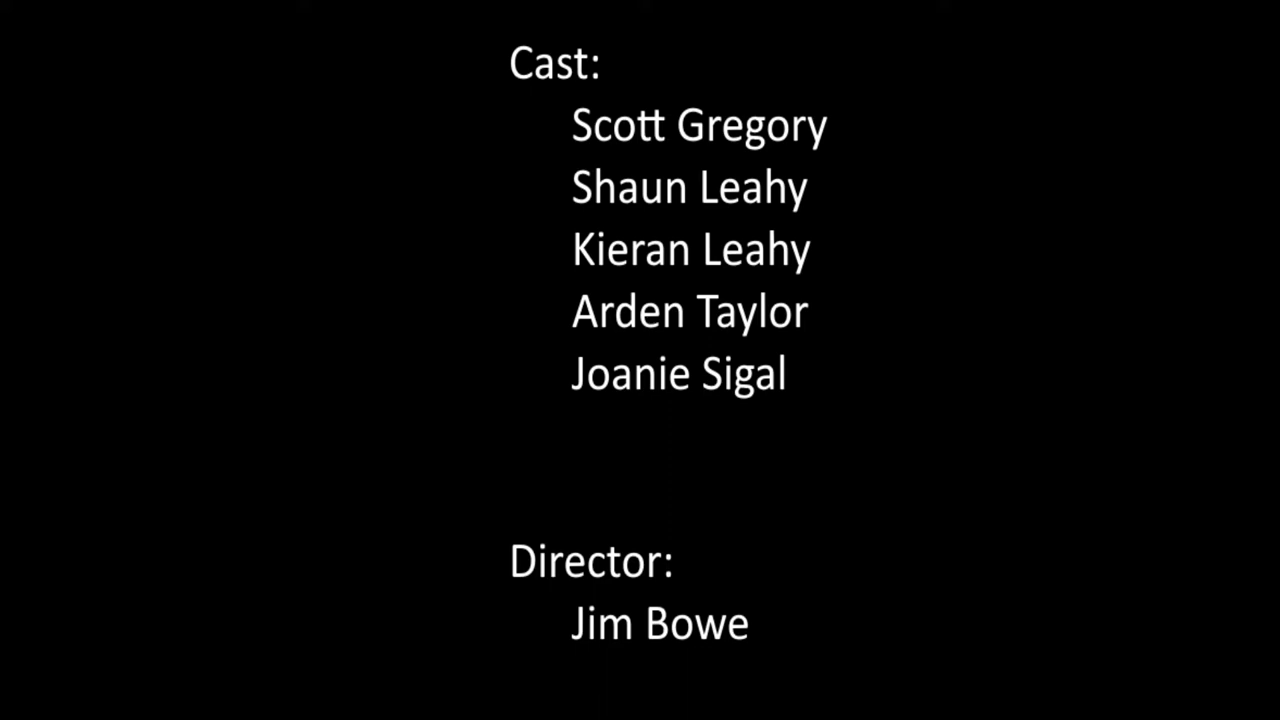 Cast:
Scott Gregory
Shaun Leahy
Kieran Leahy
Arden Taylor
Joanie Sigal
Director:
Jim Bowe